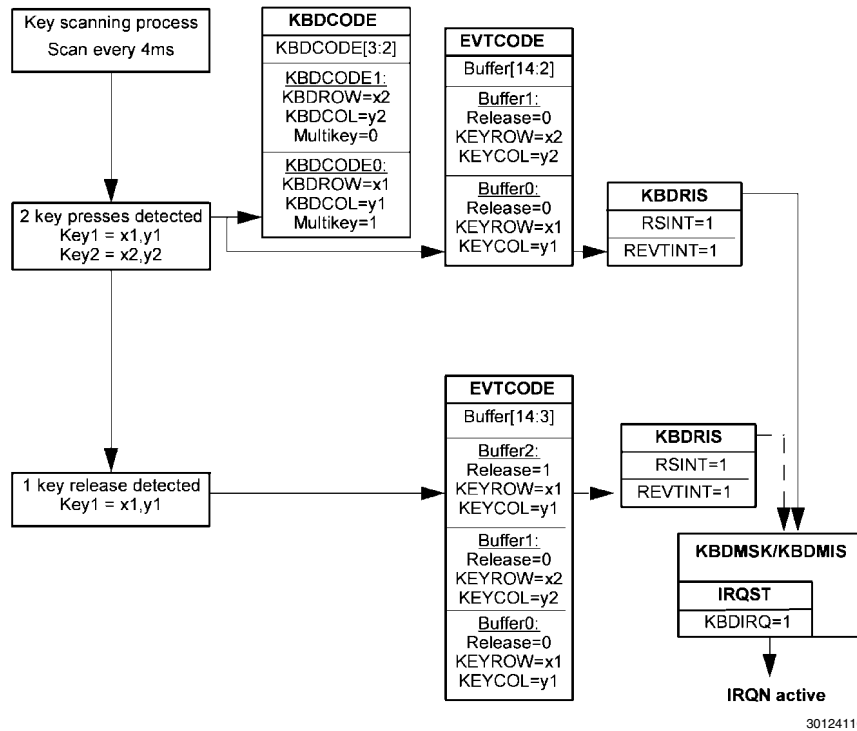 Key scanning process
Scan every 4ms
KBDCODE
KBDCODE[3:2]
KBDCODE1:
KBDROW=x2
KBDCOL=y2
Multikey=0
KBDCODE0:
KBDROW=x1
KBDCOL=y1
Multikey=1
EVTCODE
Buffer[14:2]
Buffer1:
Release=0
KEYROW=x2
KEYCOL=y2
Buffer0:
Release=0
KEYROW=x1
KEYCOL=y1
KBDRIS
RSINT=1
REVTINT=1
2 key presses detected
Key1 = x1,y1
Key2 = x2,y2
EVTCODE
Buffer[14:3]
Buffer2:
Release=1
KEYROW=x1
KEYCOL=y1
Buffer1:
Release=0
KEYROW=x2
KEYCOL=y2
Buffer0:
Release=0
KEYROW=x1
KEYCOL=y1
KBDRIS
RSINT=1
REVTINT=1
1 key release detected
Key1 = x1,y1
KBDMSK/KBDMIS
IRQST
KBDIRQ=1
IRQN active
3012411